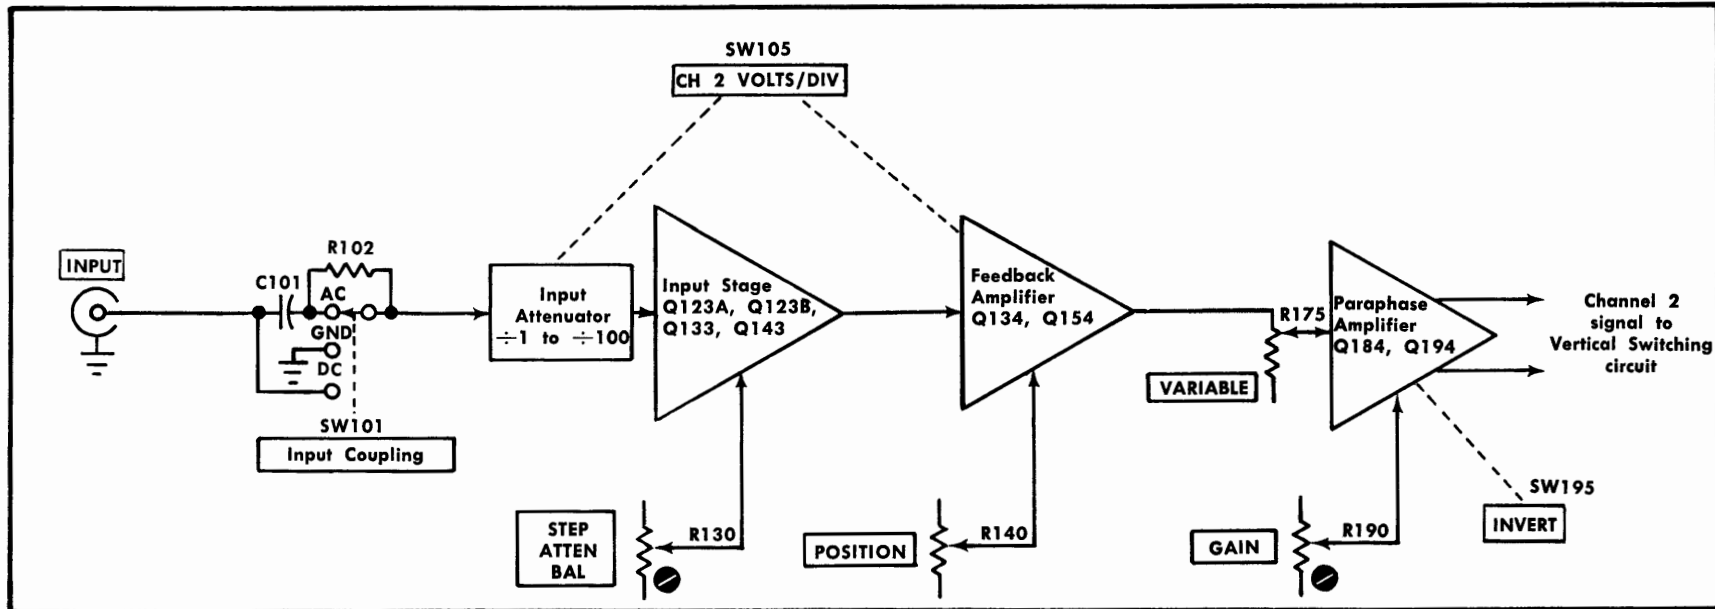 SW105
CH 2 VOLTS/DIV
INPUT
C101
R102
AC
GND
DC
SW101
Input Coupling
Input
Attenuator
÷1 to ÷100
Input Stage
Q123A, Q123B,
Q133, Q143
STEP
ATTEN
BAL
R130
Feedback
Amplifier
Q134, Q154
POSITION
R140
R175
VARIABLE
Paraphase
Amplifier
Q184, Q194
GAIN
R190
SW195
INVERT
Channel 2
signal to
Vertical Switching
circuit